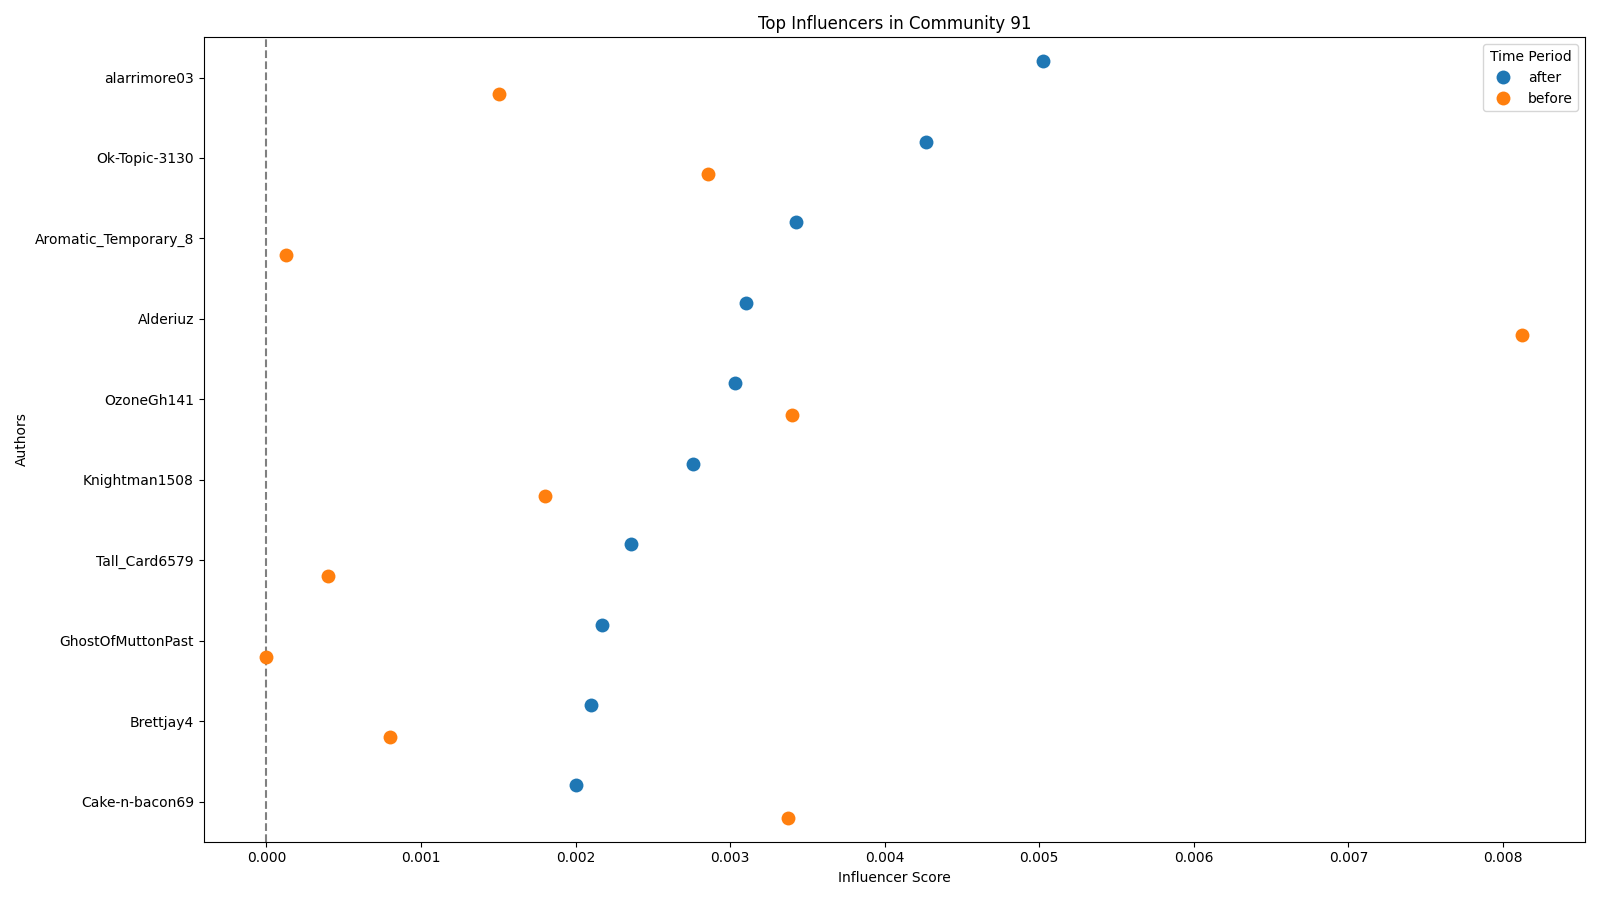 Top Influencers in Community 91
Time Period
after
before
alarrimore03
Ok-Topic-3130
Aromatic_Temporary_8
Alderiuz
OzoneGh141
Knightman1508
Tall_Card6579
GhostOfMuttonPast
Brettjay4
Cake-n-bacon69
Authors
0.000
0.001
0.002
0.003
0.004
0.005
0.006
0.007
0.008
Influencer Score